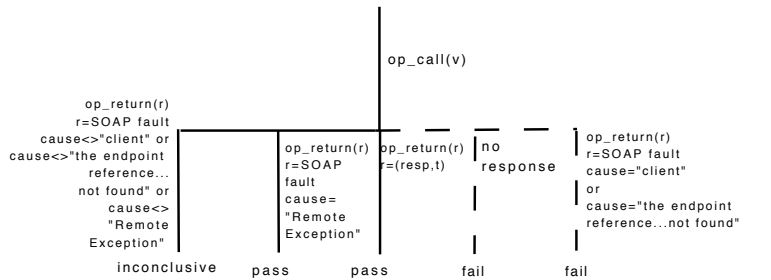 op_call(v)
op_return(r)
r=SOAP fault
cause<>"client" or
cause<>"the endpoint
reference...
not found" or
cause<>
"Remote
Exception"
op_return(r)
r=SOAP
fault
cause=
"Remote
Exception"
op_return(r)
r=(resp,t)
no
response
op_return(r)
r=SOAP fault
cause="client"
or
cause="the endpoint
reference...not found"
inconclusive
pass
pass
fail
fail